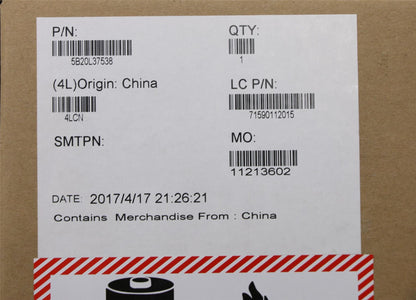 P/N:
5B20L37538
QTY:
1
(4L)Origin: China
4LCN
LC P/N:
71590112015
SMTPN:
MO:
11213602
DATE: 2017/4/17 21:26:21
Contains Merchandise From : China